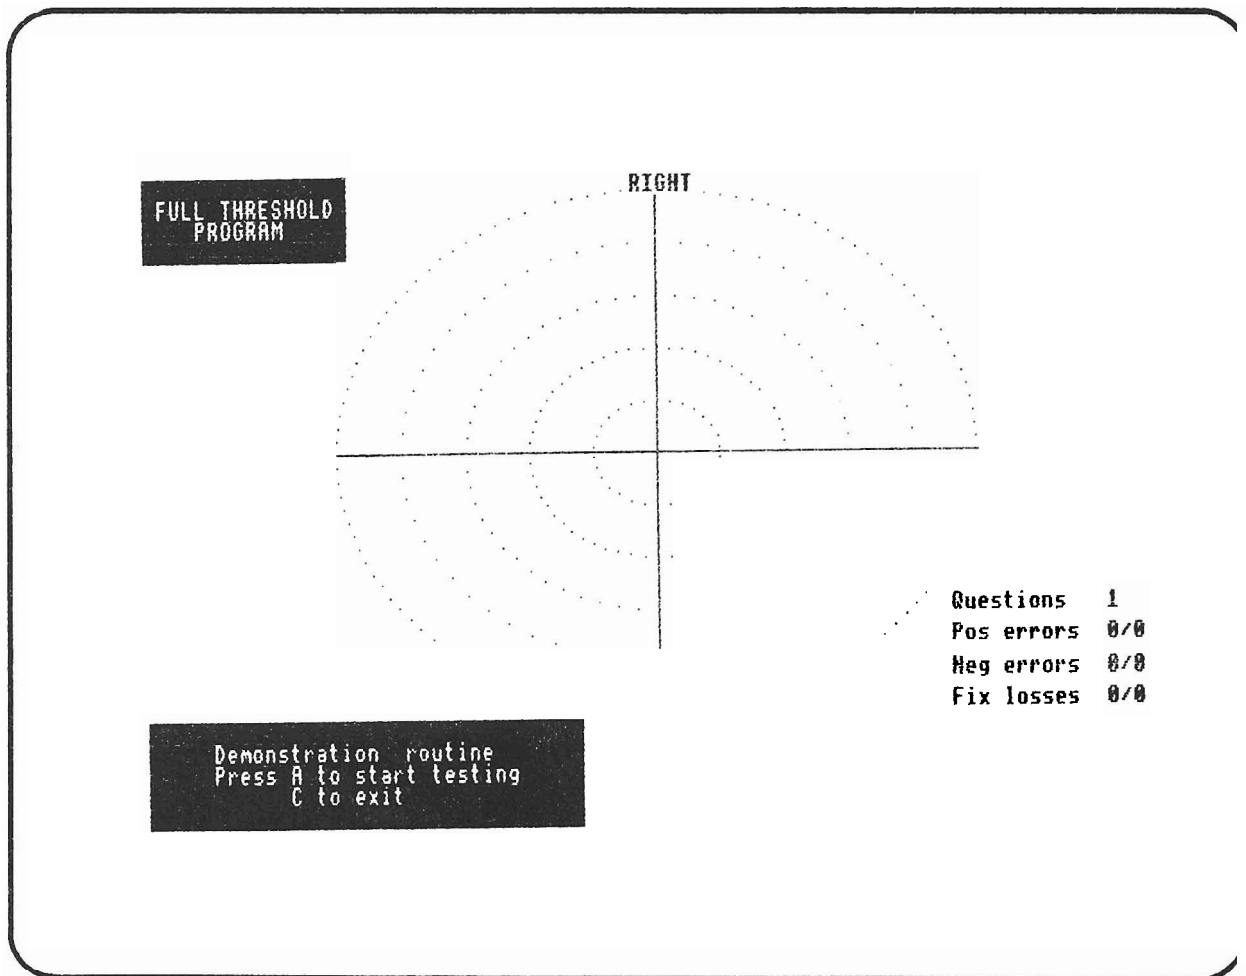 FULL THRESHOLD
PROGRAM
RIGHT
Questions 1
Pos errors 0/0
Neg errors 0/0
Fix losses 0/0
Demonstration routine
Press A to start testing
C to exit